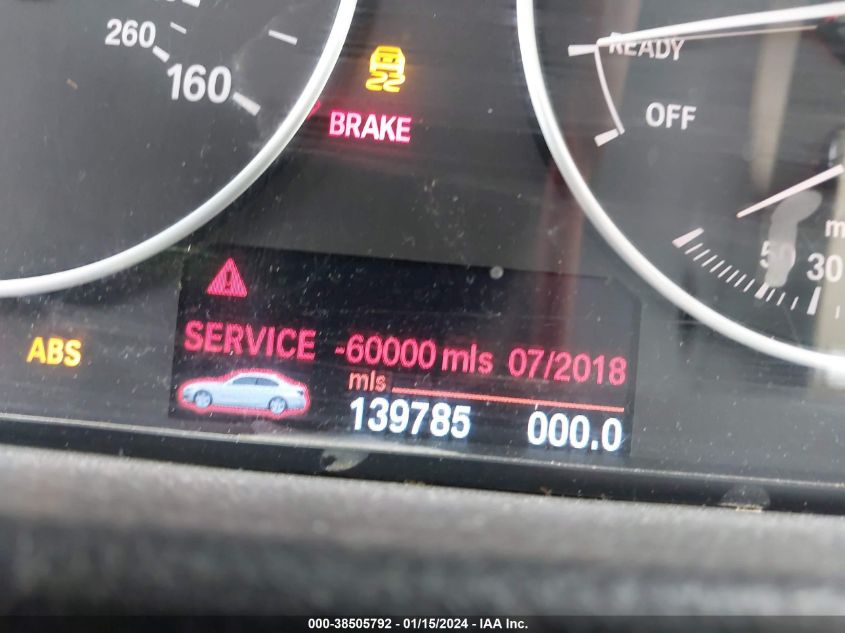 260
160
BRAKE
READY
OFF
50
30
ABS
SERVICE -60000 mls 07/2018
mls
139785 000.0
000-38505792 - 01/15/2024 - IAA Inc.